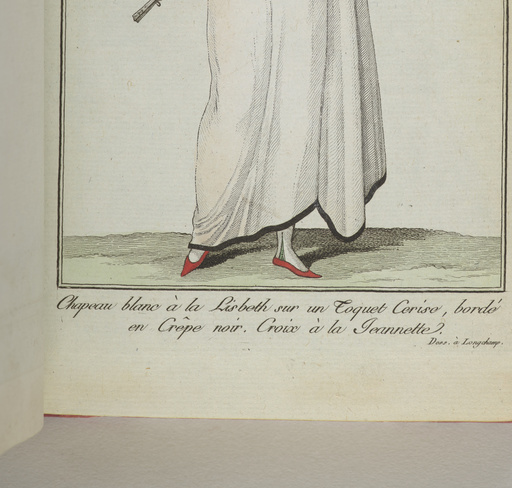 Chapeau blanc à la Lisbeth sur un Toquet Cerise, bordé
en Crêpe noir. Croix à la Jeannette.
Dess. à Longchamp.